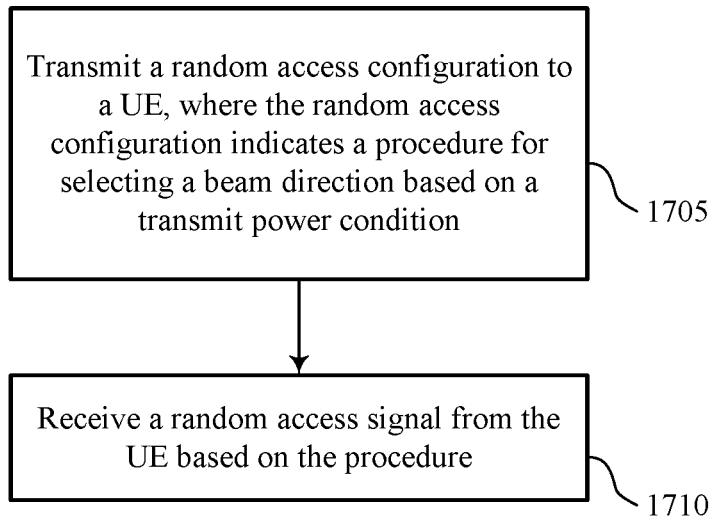 Transmit a random access configuration to
a UE, where the random access
configuration indicates a procedure for
selecting a beam direction based on a
transmit power condition
1705
Receive a random access signal from the
UE based on the procedure
1710